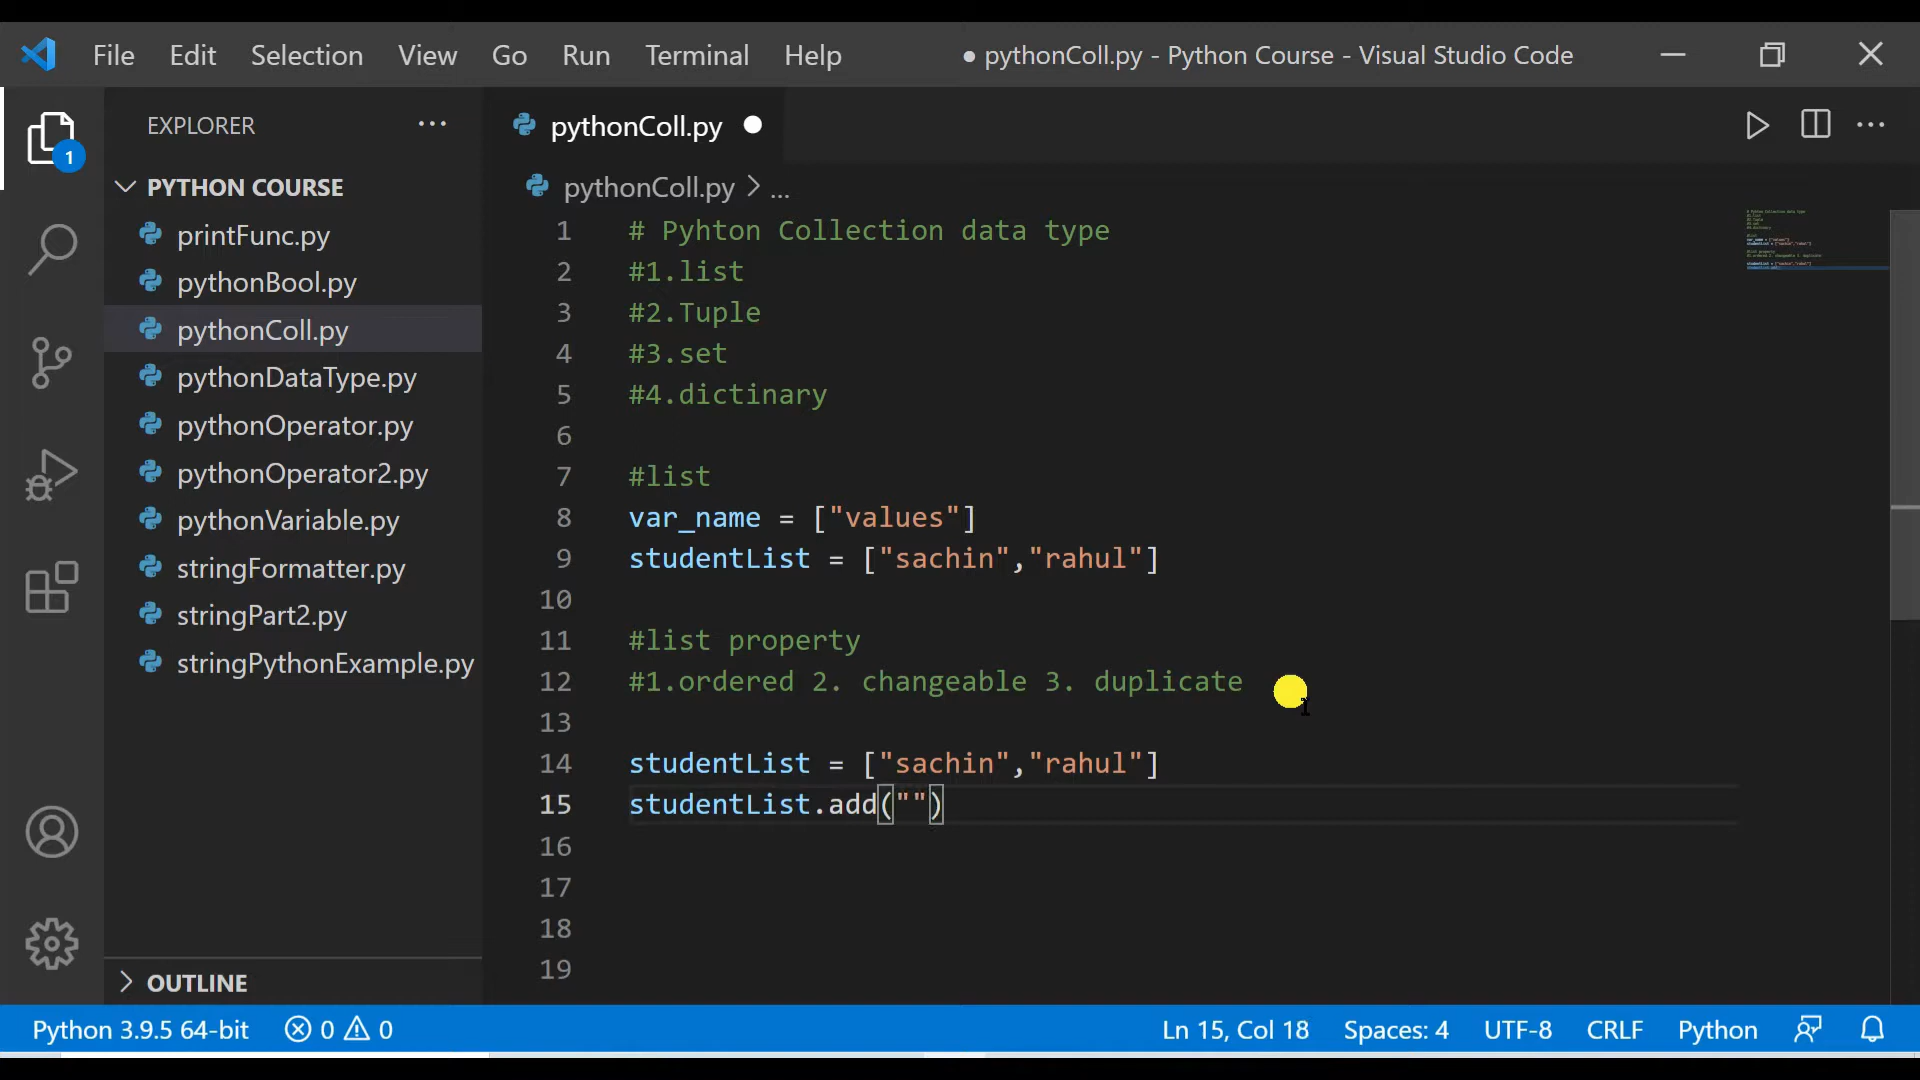 File Edit Selection View Go Run Terminal Help ● pythonColl.py - Python Course - Visual Studio Code
EXPLORER ...
PYTHON COURSE
printFunc.py
pythonBool.py
pythonColl.py
pythonDataType.py
pythonOperator.py
pythonOperator2.py
pythonVariable.py
stringFormatter.py
stringPart2.py
stringPythonExample.py
OUTLINE
1
pythonColl.py
pythonColl.py > ...
1 # Pyhton Collection data type
2 #1.list
3 #2.Tuple
4 #3.set
5 #4.dictinary
6
7 #list
8 var_name = ["values"]
9 studentList = ["sachin","rahul"]
10
11 #list property
12 #1.ordered 2. changeable 3. duplicate
13
14 studentList = ["sachin","rahul"]
15 studentList.add("")
16
17
18
19
Python 3.9.5 64-bit 0 0 Ln 15, Col 18 Spaces: 4 UTF-8 CRLF Python